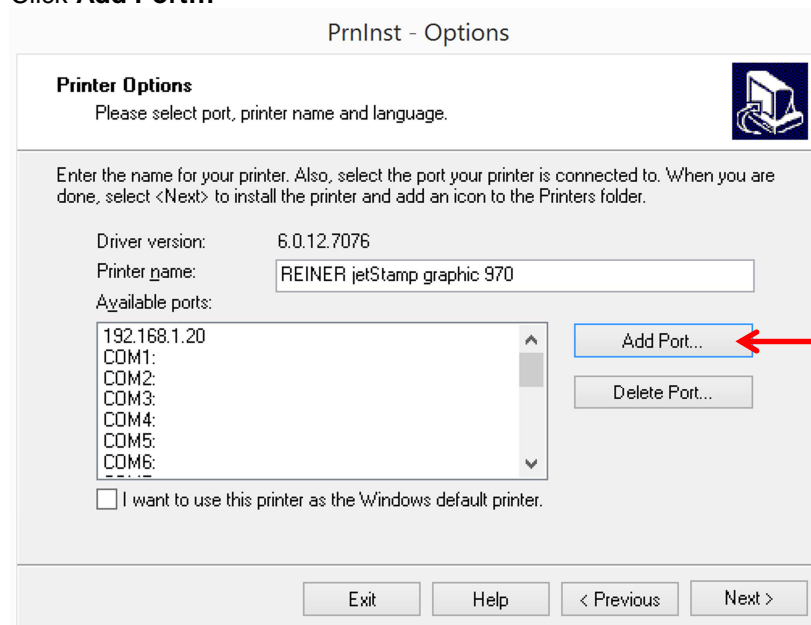 Click Add Port...
PrnInst - Options
Printer Options
Please select port, printer name and language.
Enter the name for your printer. Also, select the port your printer is connected to. When you are
done, select <Next> to install the printer and add an icon to the Printers folder.
Driver version: 6.0.12.7076
Printer name: REINER jetStamp graphic 970
Available ports:
192.168.1.20
COM1:
COM2:
COM3:
COM4:
COM5:
COM6:
Add Port...
Delete Port...
I want to use this printer as the Windows default printer.
Exit Help < Previous Next >